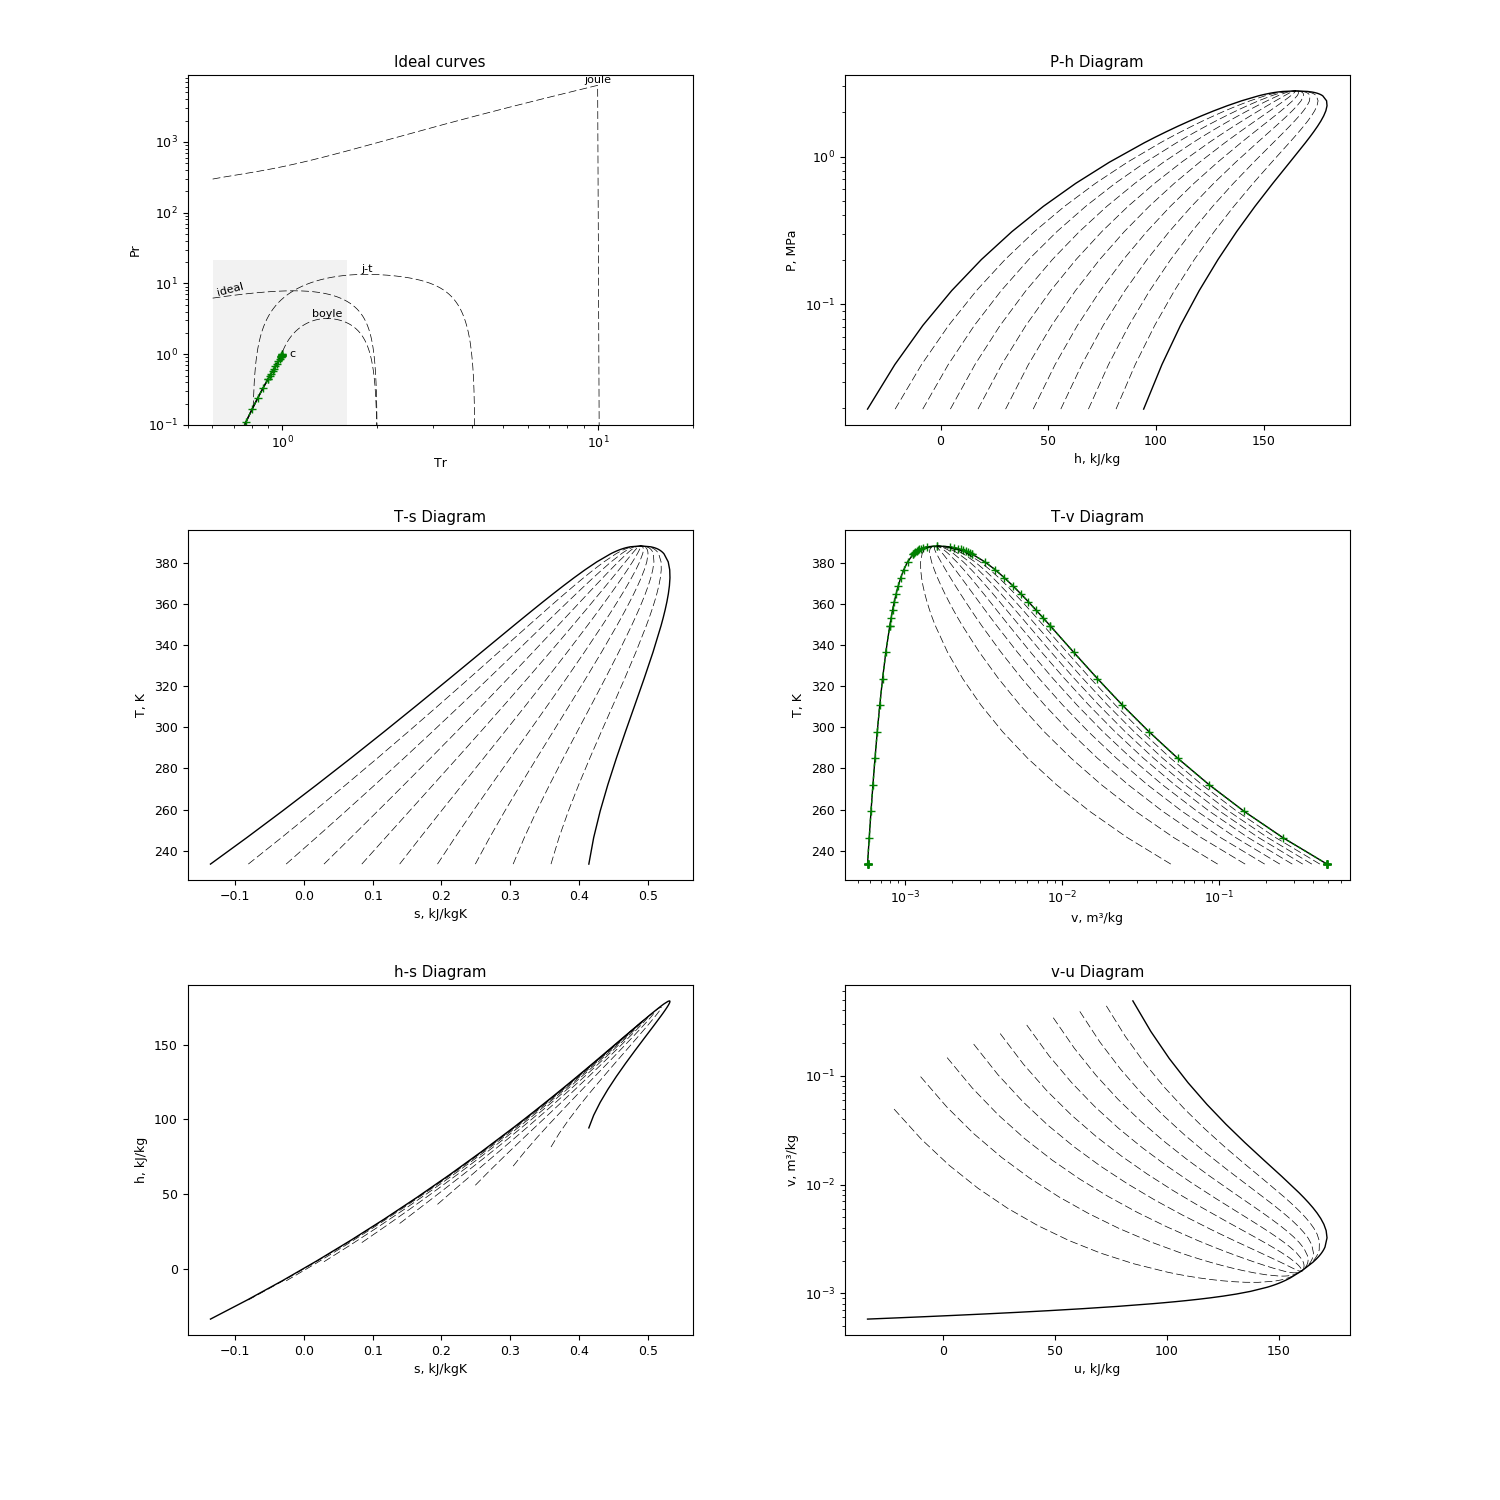 Ideal curves
Pr
10³
10²
10¹
10⁰
10⁻¹
joule
j-t
ideal
boyle
c
10⁰ 10¹
Tr
P-h Diagram
P, MPa
10⁰
10⁻¹
0 50 100 150
h, kJ/kg
T-s Diagram
T, K
380
360
340
320
300
280
260
240
−0.1 0.0 0.1 0.2 0.3 0.4 0.5
s, kJ/kgK
T-v Diagram
T, K
380
360
340
320
300
280
260
240
10⁻³ 10⁻² 10⁻¹
v, m³/kg
h-s Diagram
h, kJ/kg
150
100
50
0
−0.1 0.0 0.1 0.2 0.3 0.4 0.5
s, kJ/kgK
v-u Diagram
v, m³/kg
10⁻¹
10⁻²
10⁻³
0 50 100 150
u, kJ/kg